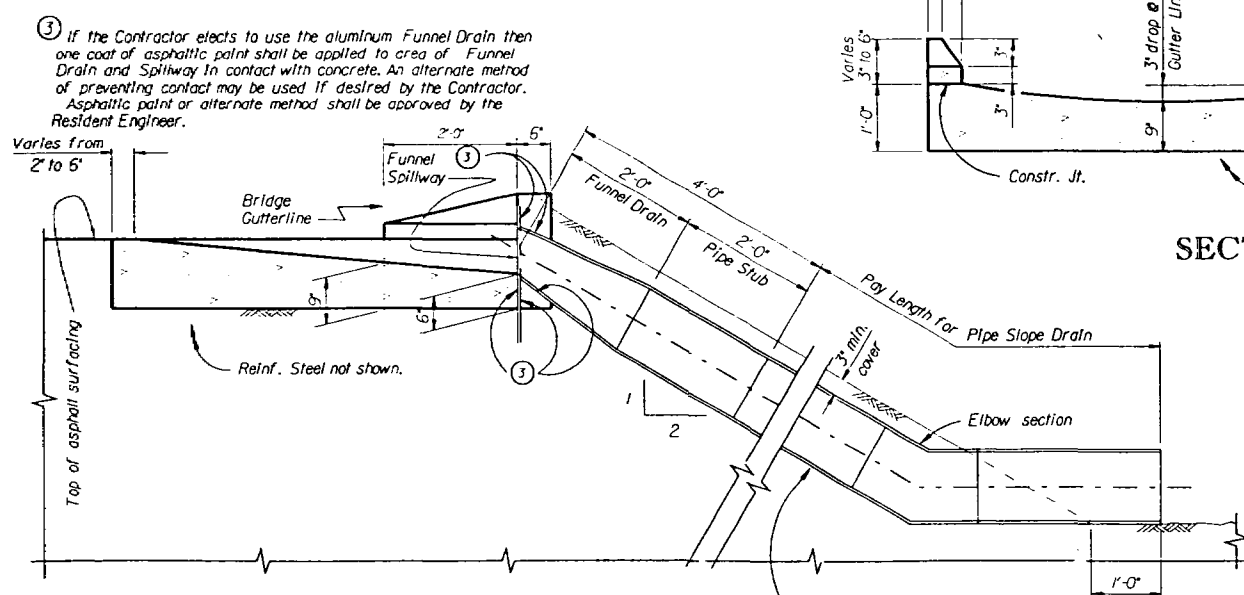 ③ If the Contractor elects to use the aluminum Funnel Drain then
one coat of asphaltic paint shall be applied to area of Funnel
Drain and Spillway in contact with concrete. An alternate method
of preventing contact may be used if desired by the Contractor.
Asphaltic paint or alternate method shall be approved by the
Resident Engineer.
Varies from
2" to 6"
2'-0"
6"
Funnel
Spillway
③
Bridge
Gutterline
2'-0"
Funnel Drain
4'-0"
2'-0"
Pipe Stub
Pay Length for Pipe Slope Drain
9"
6"
③
Reinf. Steel not shown.
Top of asphalt surfacing
1
2
3" min.
cover
Elbow section
1'-0"
Varies
3" to 6"
1'-0"
3"
3"
3" drop @
Gutter Lin
9"
Constr. Jt.
SECT